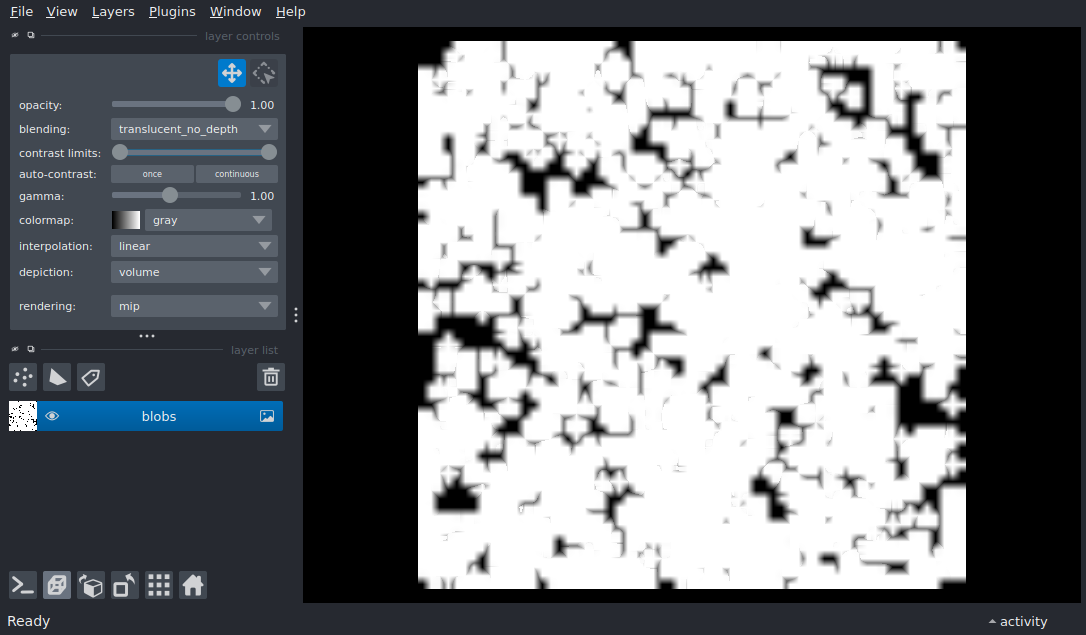 File View Layers Plugins Window Help
layer controls
opacity: 1.00
blending: translucent_no_depth
contrast limits:
auto-contrast: once continuous
gamma: 1.00
colormap: gray
interpolation: linear
depiction: volume
rendering: mip
layer list
blobs
Ready activity